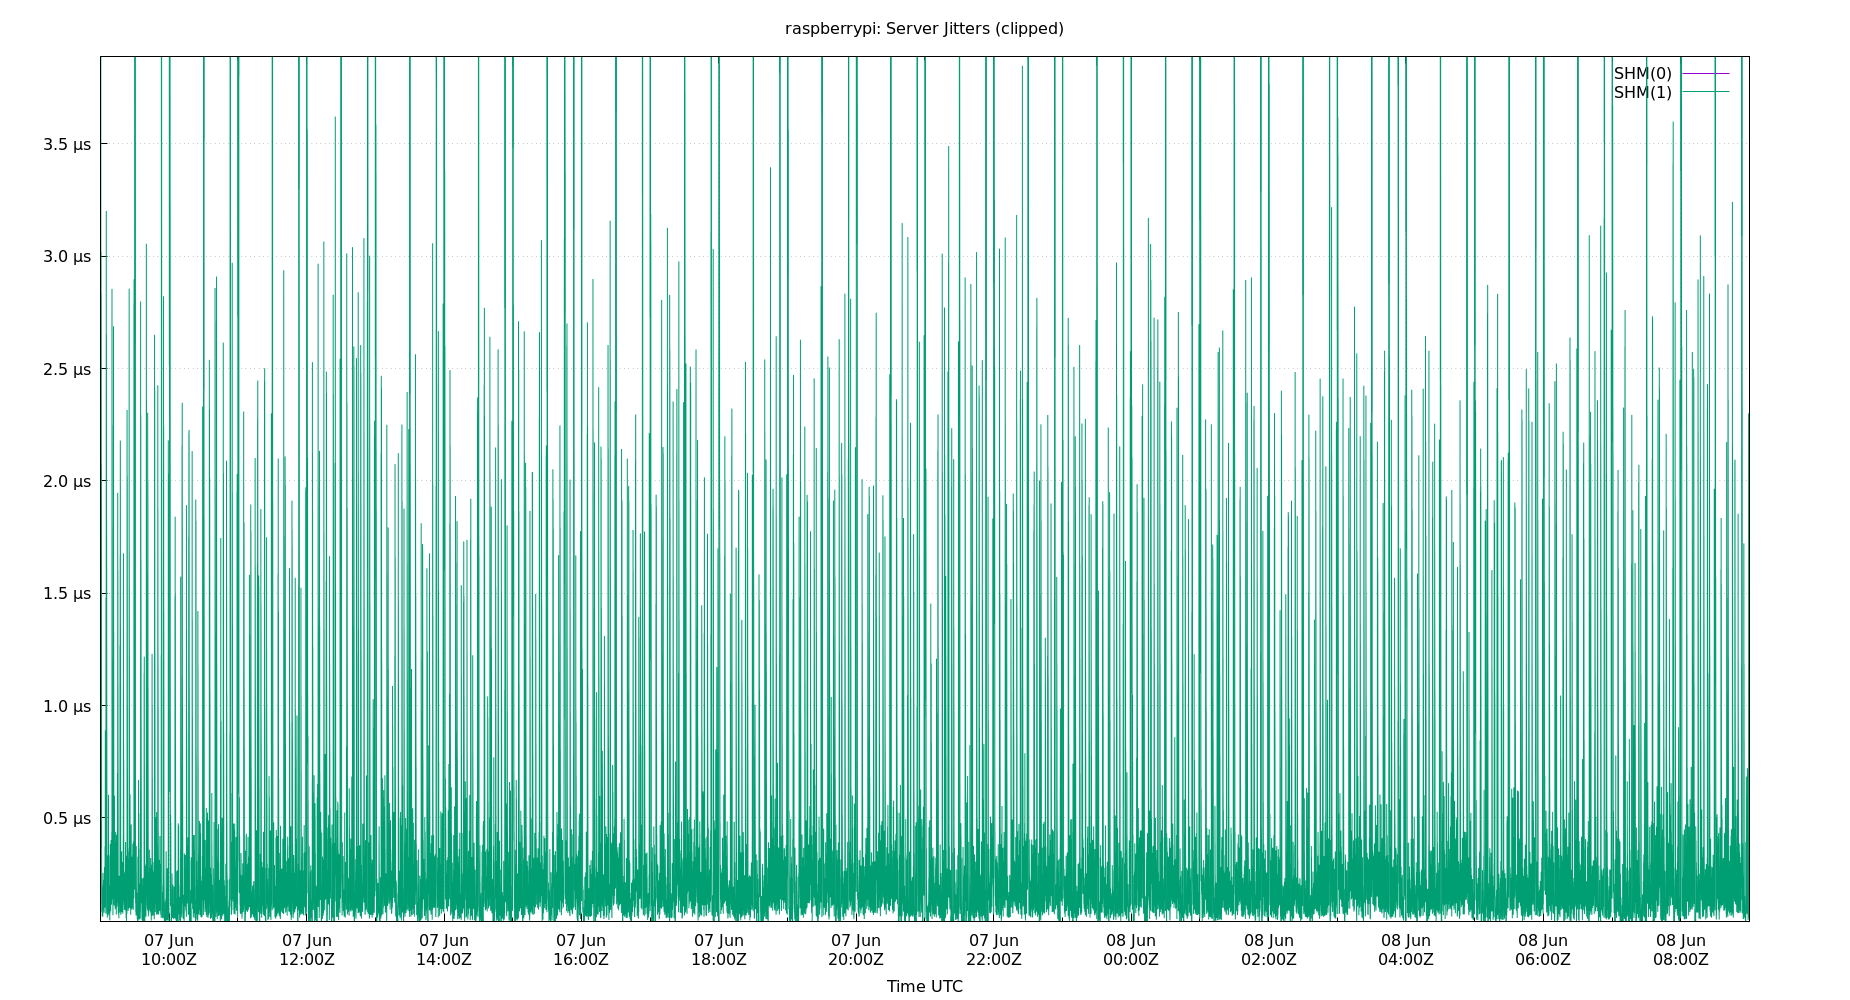 raspberrypi: Server Jitters (clipped)
SHM(0)
SHM(1)
3.5 µs
3.0 µs
2.5 µs
2.0 µs
1.5 µs
1.0 µs
0.5 µs
07 Jun 07 Jun 07 Jun 07 Jun 07 Jun 07 Jun 07 Jun 08 Jun 08 Jun 08 Jun 08 Jun 08 Jun
10:00Z 12:00Z 14:00Z 16:00Z 18:00Z 20:00Z 22:00Z 00:00Z 02:00Z 04:00Z 06:00Z 08:00Z
Time UTC